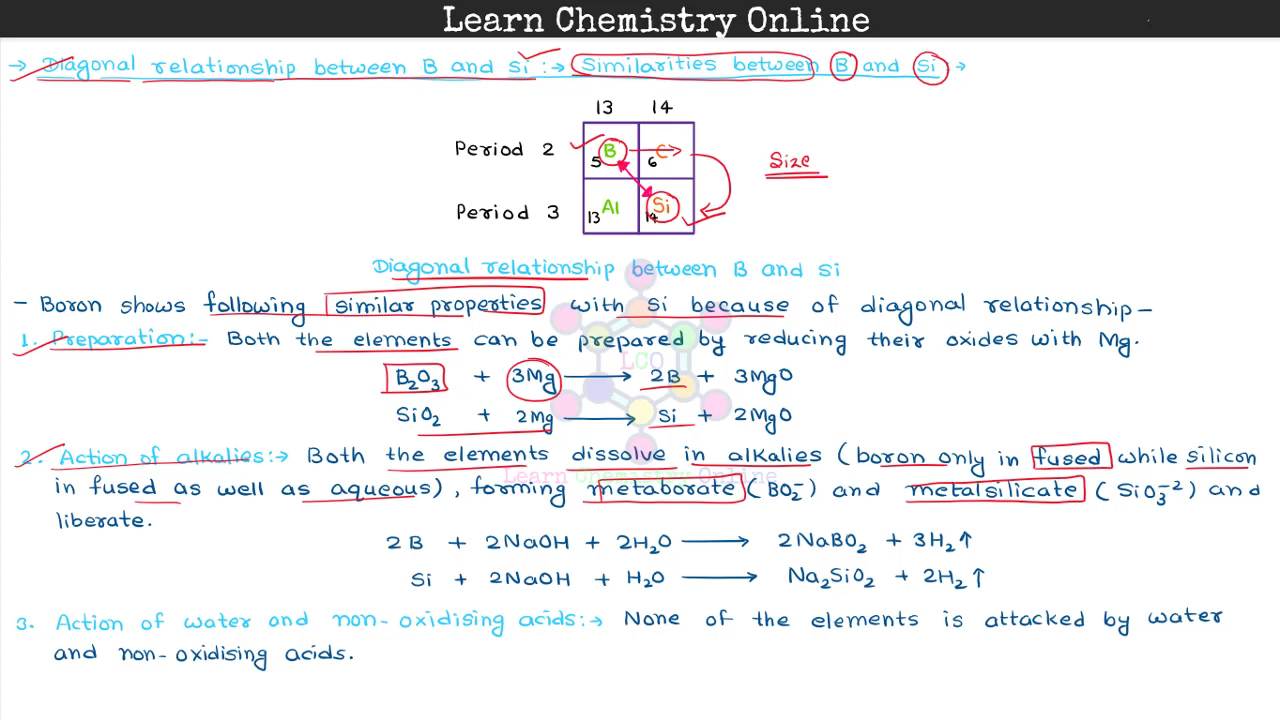 Learn Chemistry Online
→ Diagonal relationship between B and si :→ Similarities between B and Si →
13 14
Period 2 5 B 6 C Size
Period 3 13 Al 14 Si
Diagonal relationship between B and si
- Boron shows following similar properties with Si because of diagonal relationship-
1. Preparation:- Both the elements can be prepared by reducing their oxides with Mg.
B₂O₃ + 3Mg ⟶ 2B + 3MgO
LCO
SiO₂ + 2Mg ⟶ Si + 2MgO
2. Action of alkalies:→ Both the elements dissolve in alkalies (boron only in fused while silicon
Learn Chemistry Online
in fused as well as aqueous), forming metaborate (BO₂⁻) and metalsilicate (SiO₃⁻²) and
liberate.
2B + 2NaOH + 2H₂O ⟶ 2NaBO₂ + 3H₂↑
Si + 2NaOH + H₂O ⟶ Na₂SiO₂ + 2H₂↑
3. Action of water and non-oxidising acids:→ None of the elements is attacked by water
and non-oxidising acids.